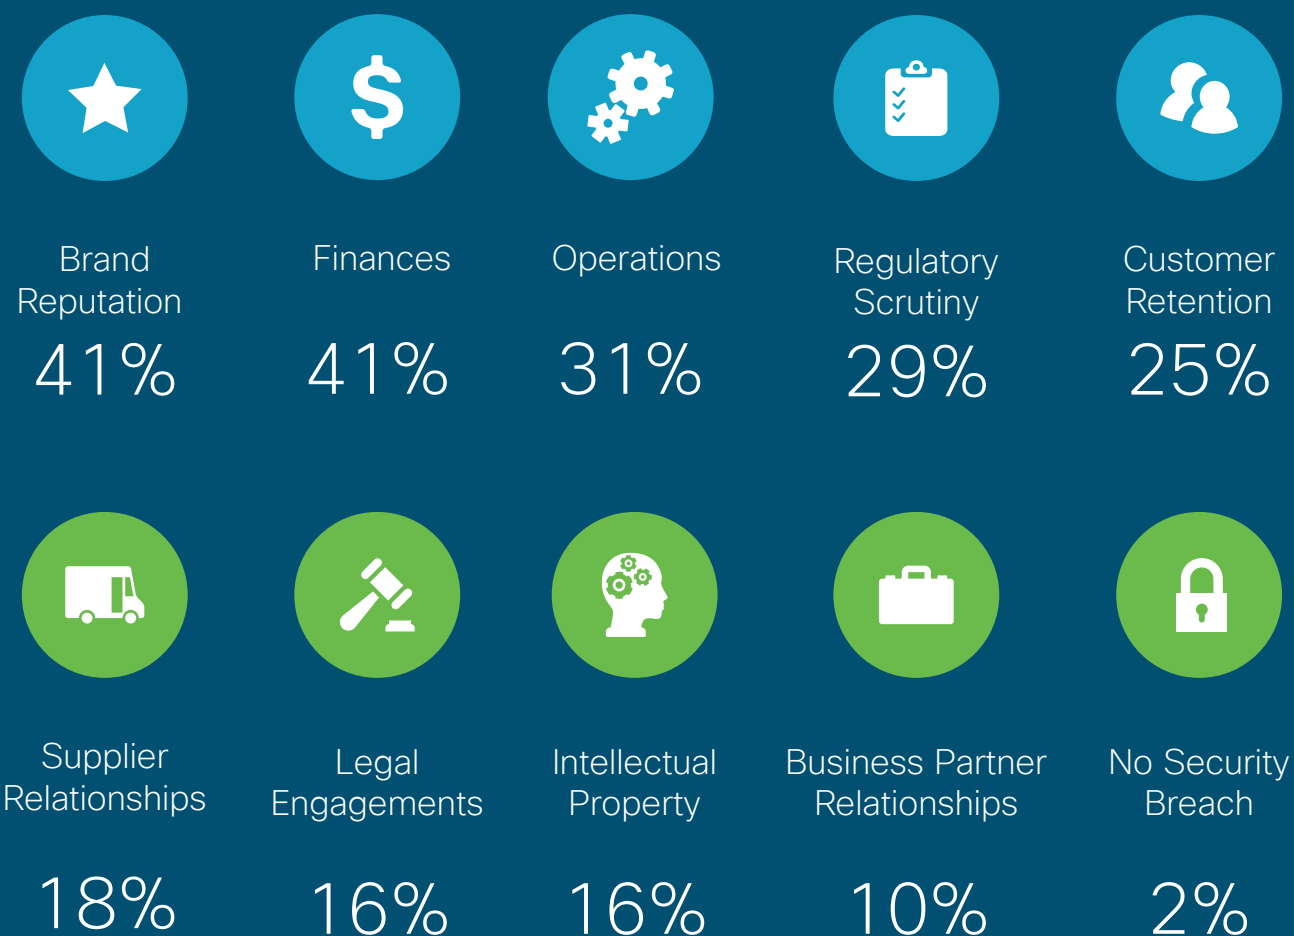 Brand
Reputation
41%
Finances
41%
Operations
31%
Regulatory
Scrutiny
29%
Customer
Retention
25%
Supplier
Relationships
18%
Legal
Engagements
16%
Intellectual
Property
16%
Business Partner
Relationships
10%
No Security
Breach
2%